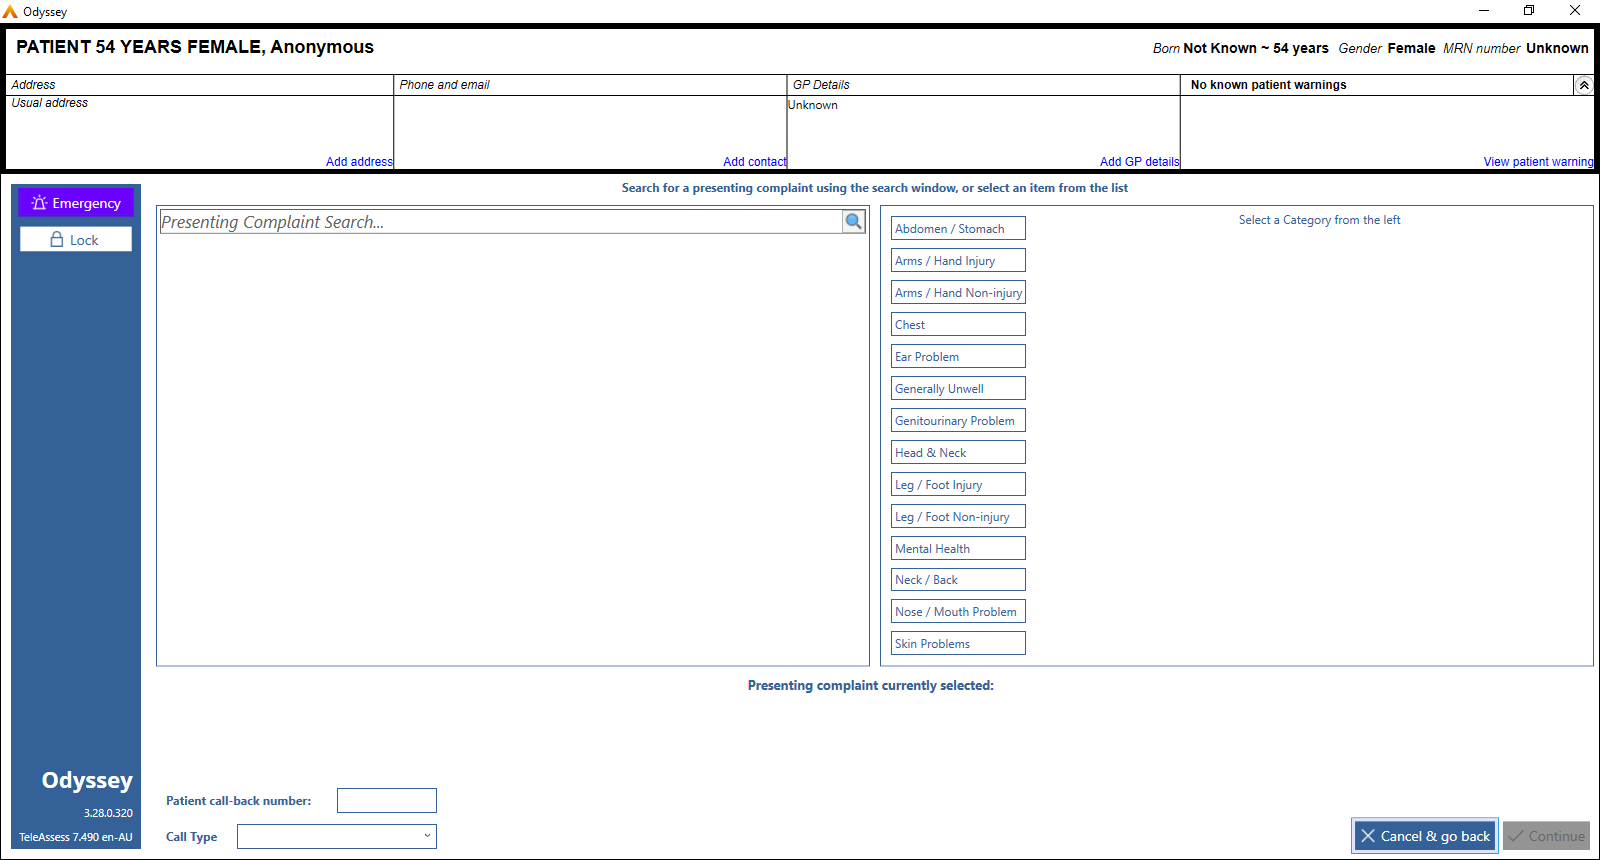 Odyssey
PATIENT 54 YEARS FEMALE, Anonymous
Born Not Known ~ 54 years Gender Female MRN number Unknown
Address
Phone and email
GP Details
No known patient warnings
Usual address
Unknown
Add address
Add contact
Add GP details
View patient warning
Emergency
Lock
Search for a presenting complaint using the search window, or select an item from the list
Presenting Complaint Search...
Select a Category from the left
Abdomen / Stomach
Arms / Hand Injury
Arms / Hand Non-injury
Chest
Ear Problem
Generally Unwell
Genitourinary Problem
Head & Neck
Leg / Foot Injury
Leg / Foot Non-injury
Mental Health
Neck / Back
Nose / Mouth Problem
Skin Problems
Presenting complaint currently selected:
Odyssey
3.28.0.320
TeleAssess 7.490 en-AU
Patient call-back number:
Call Type
Cancel & go back
Continue